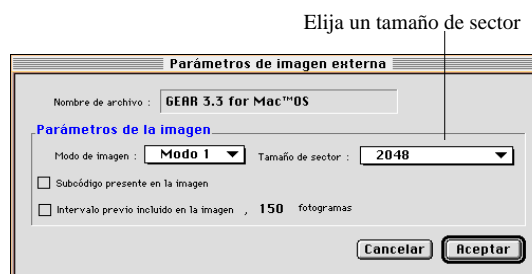 Elija un tamaño de sector
Parámetros de imagen externa
Nombre de archivo : GEAR 3.3 for Mac™OS
Parámetros de la imagen
Modo de imagen : Modo 1 Tamaño de sector : 2048
Subcódigo presente en la imagen
Intervalo previo incluido en la imagen , 150 fotogramas
Cancelar Aceptar